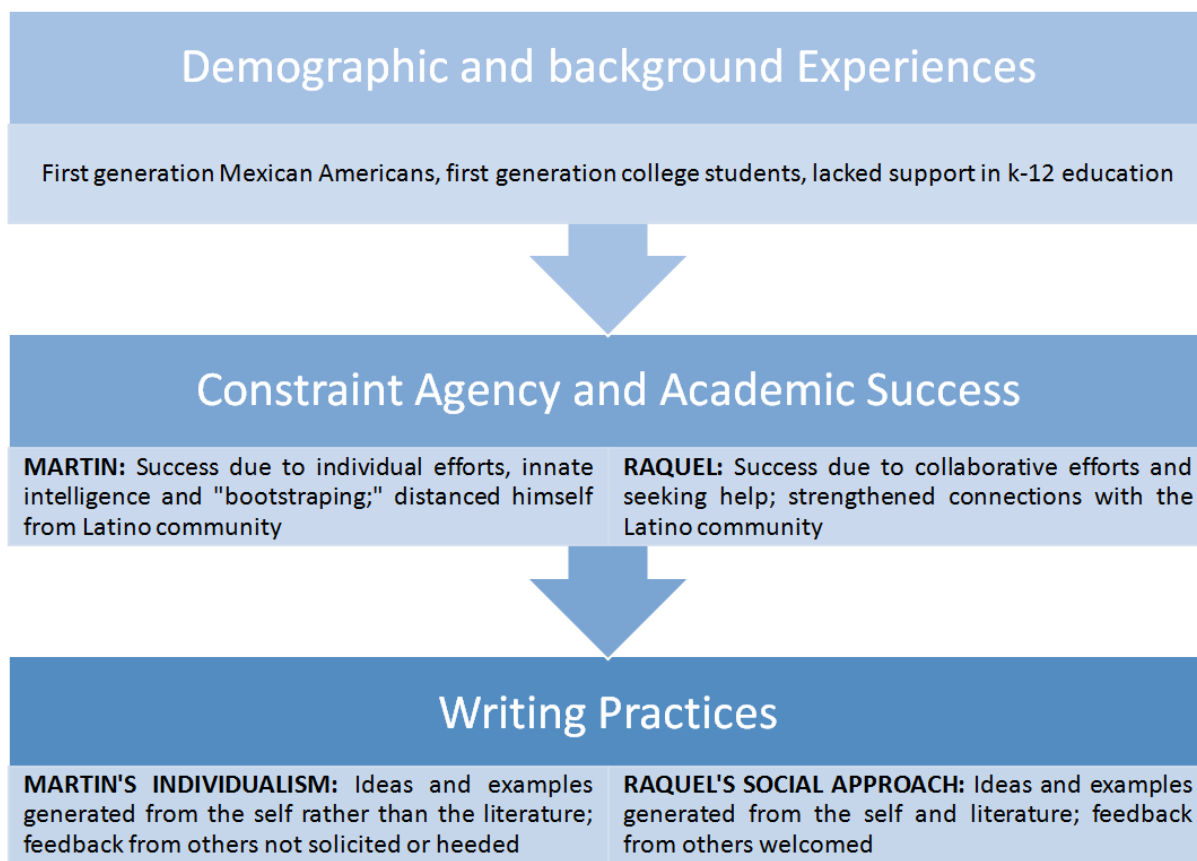 Demographic and background Experiences
First generation Mexican Americans, first generation college students, lacked support in k-12 education
Constraint Agency and Academic Success
MARTIN: Success due to individual efforts, innate
intelligence and "bootstraping;" distanced himself
from Latino community
RAQUEL: Success due to collaborative efforts and
seeking help; strengthened connections with the
Latino community
Writing Practices
MARTIN'S INDIVIDUALISM: Ideas and examples
generated from the self rather than the literature;
feedback from others not solicited or heeded
RAQUEL'S SOCIAL APPROACH: Ideas and examples
generated from the self and literature; feedback
from others welcomed